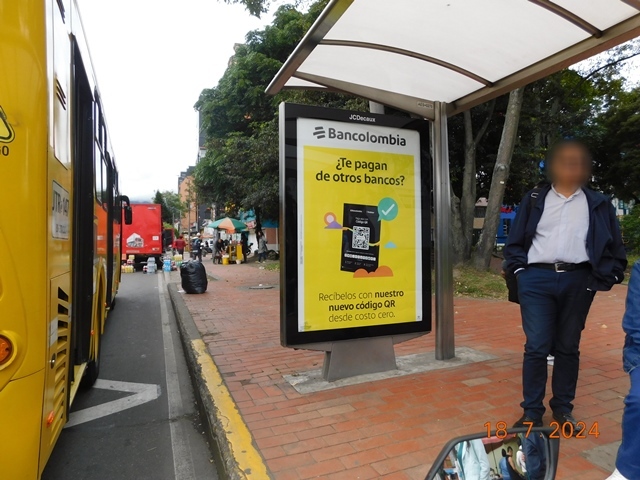 JCDecaux
Bancolombia
¿Te pagan
de otros bancos?
Recíbelos con nuestro
nuevo código QR
desde costo cero.
18 7 2024